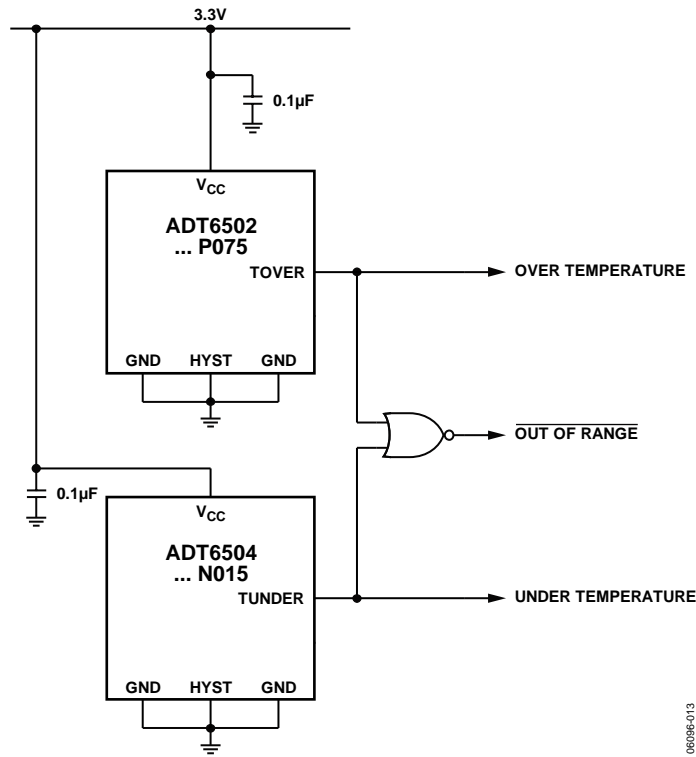 3.3V
0.1µF
VCC
ADT6502
... P075
TOVER
OVER TEMPERATURE
GND HYST GND
OUT OF RANGE
0.1µF
VCC
ADT6504
... N015
TUNDER
UNDER TEMPERATURE
GND HYST GND
06096-013